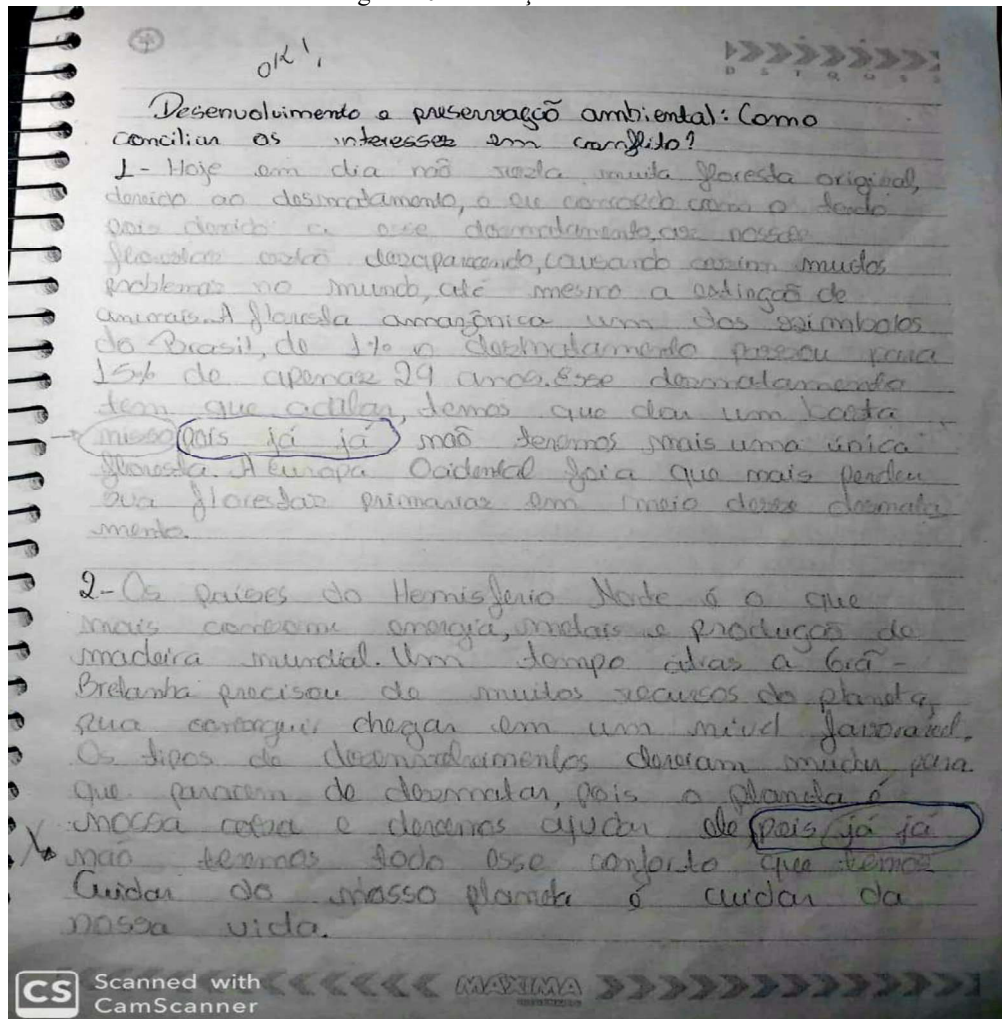 OK!
Desenvolvimento e preservação ambiental: Como
conciliar os interesses em conflito?
1- Hoje em dia não resta muita floresta original,
devido ao desmatamento, o eu concordo com o texto
pois devido a esse desmatamento, as nossas
florestas estão desaparecendo, causando assim muitos
problemas no mundo, até mesmo a extinção de
animais. A floresta amazônica um dos símbolos
do Brasil, de 1% o desmatamento passou para
15% de apenas 29 anos. Esse desmatamento
tem que, temos que dar um basta
nisso pois já já não teremos mais uma única
floresta. A europa Ocidental foi a que mais perdeu
sua florestas primarias em meio desse desmata
mento.
2- Os países do Hemisfério Norte é o que
mais consome energia, metais e produção de
madeira mundial. Um tempo atras a Grã-
Bretanha precisou de muitos recursos do planeta,
chegar em um nível favoravel.
Os tipos de desenvolvimentos deveram mudar, para
que pararem de desmatar, pois o planeta é
nossa casa e devemos ajudar ele pois já já
não teremos todo esse conforto que temos
Cuidar do nosso planeta é cuidar da
nossa vida.
CS Scanned with
CamScanner
MAXIMA